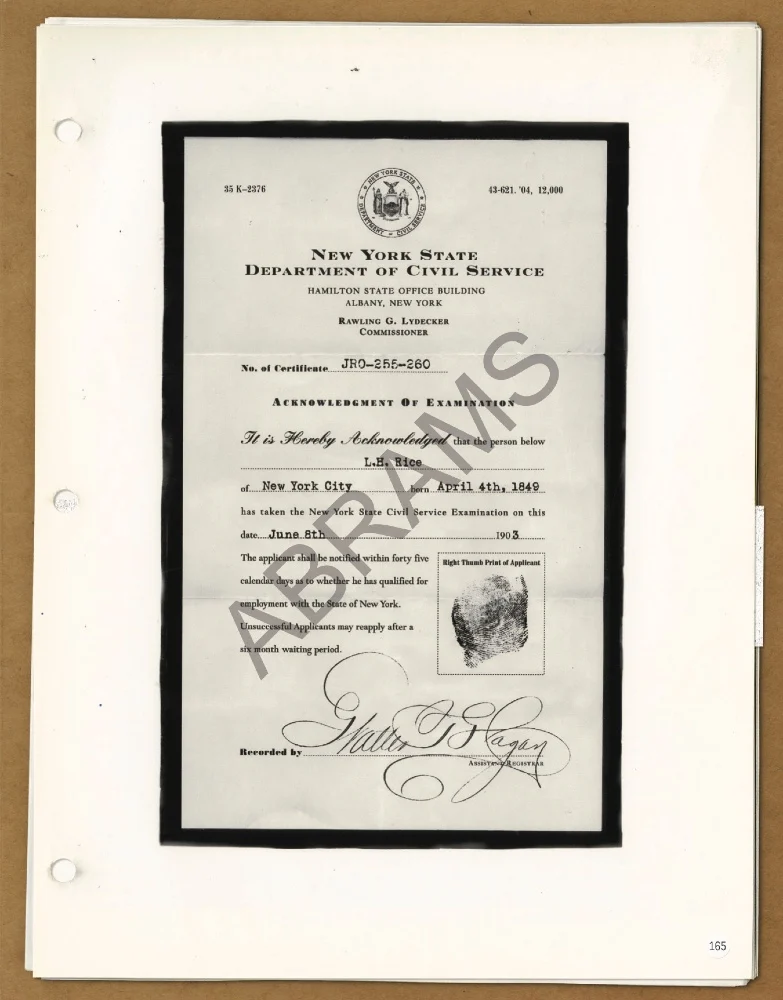 35 K-2376
43-621. '04, 12,000
NEW YORK STATE
DEPARTMENT OF CIVIL SERVICE
NEW YORK STATE
DEPARTMENT OF CIVIL SERVICE
HAMILTON STATE OFFICE BUILDING
ALBANY, NEW YORK
RAWLING G. LYDECKER
COMMISSIONER
No. of Certificate JRO-255-260
ACKNOWLEDGMENT OF EXAMINATION
It is Hereby Acknowledged that the person below
L.H. Rice
of New York City born April 4th, 1849
has taken the New York State Civil Service Examination on this
date June 8th 1903
The applicant shall be notified within forty five
calendar days as to whether he has qualified for
employment with the State of New York.
Unsuccessful Applicants may reapply after a
six month waiting period.
Right Thumb Print of Applicant
Recorded by Walter G. Pagan
ASSISTANT REGISTRAR
ABRAMS
165